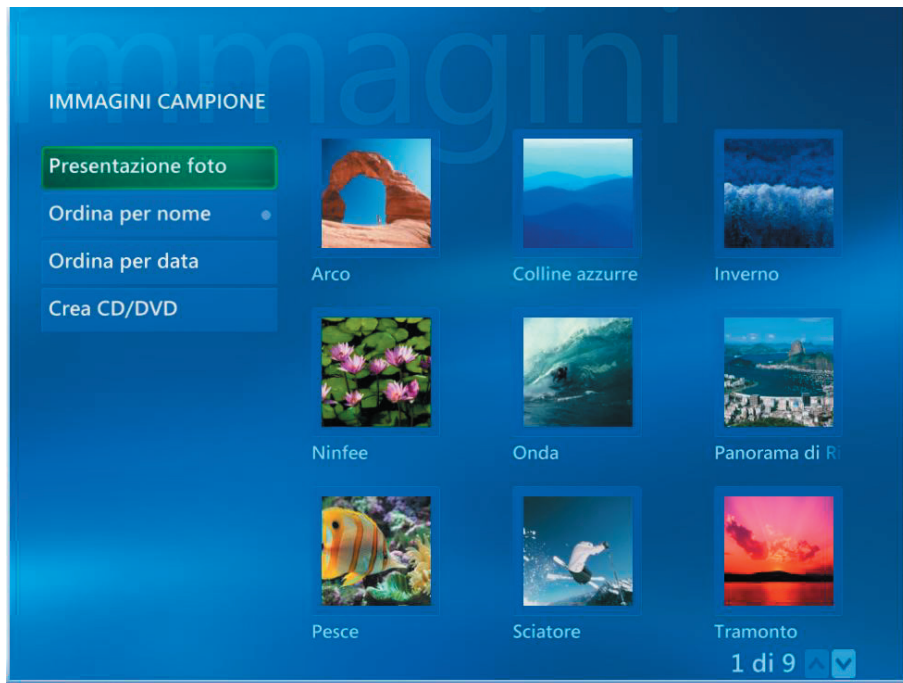 immagini
IMMAGINI CAMPIONE
Presentazione foto
Ordina per nome
Ordina per data
Crea CD/DVD
Arco
Colline azzurre
Inverno
Ninfee
Onda
Panorama di Ri
Pesce
Sciatore
Tramonto
1 di 9